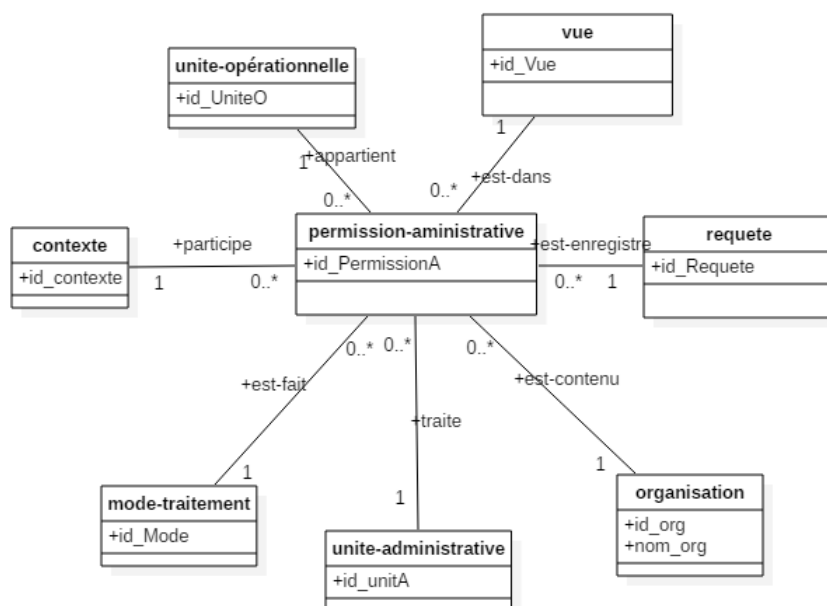 vue
+id_Vue
unite-opérationnelle
+id_UniteO
1
+appartient
1
+est-dans
0..*
0..*
permission-aministrative
+id_PermissionA
contexte
+id_contexte
+participe
1
0..*
+est-enregistre
0..*
1
requete
+id_Requete
0..*
0..*
0..*
+est-fait
+est-contenu
+traite
1
1
1
mode-traitement
+id_Mode
unite-administrative
+id_unitA
organisation
+id_org
+nom_org